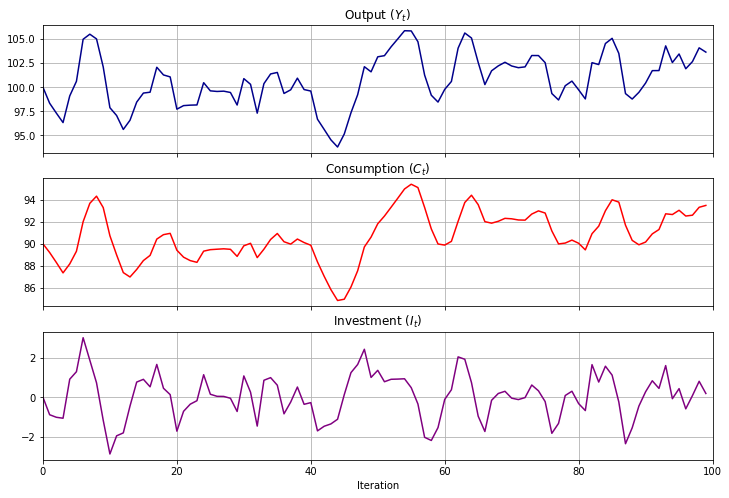 Output (Y_t)
105.0
102.5
100.0
97.5
95.0
Consumption (C_t)
94
92
90
88
86
Investment (I_t)
2
0
−2
0 20 40 60 80 100
Iteration